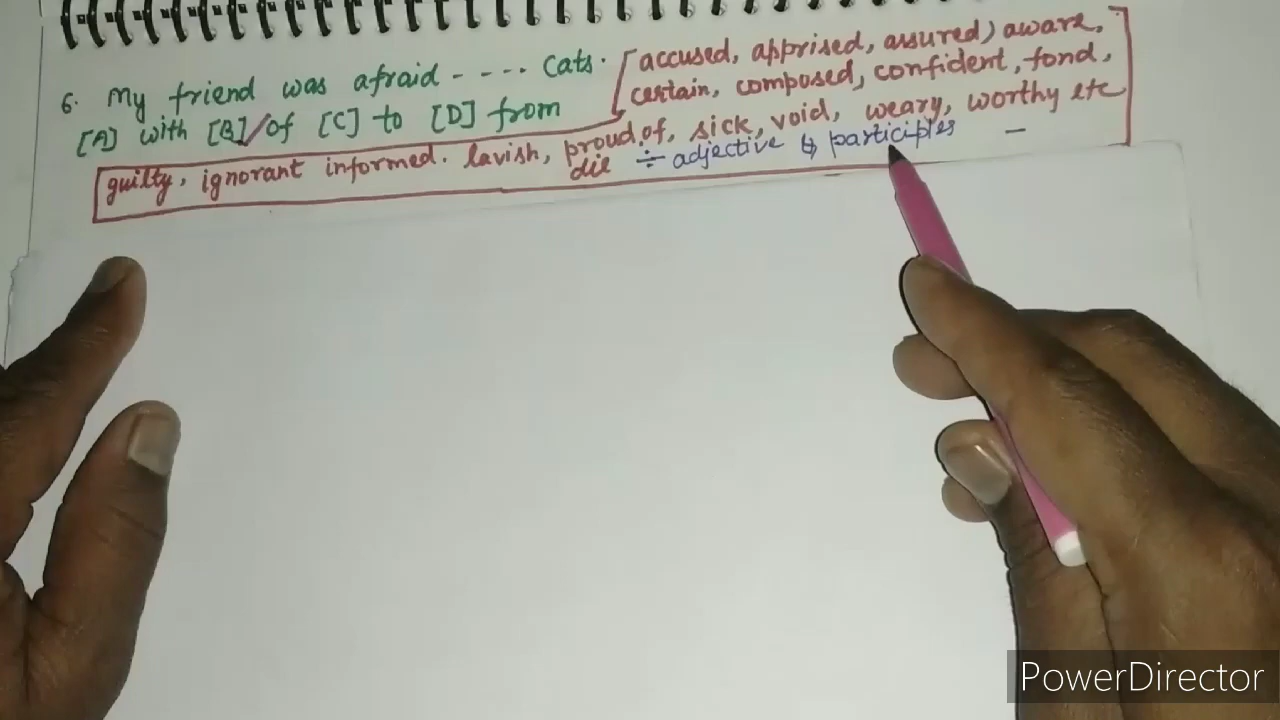 6. My friend was afraid - - - - cats.
[A] with [B] of [C] to [D] from
[accused, apprised, assured) aware,
certain, composed, confident, fond,
guilty, ignorant informed. lavish, proud of, sick, void, weary, worthy etc
die ÷ adjective ↳ participles –
PowerDirector